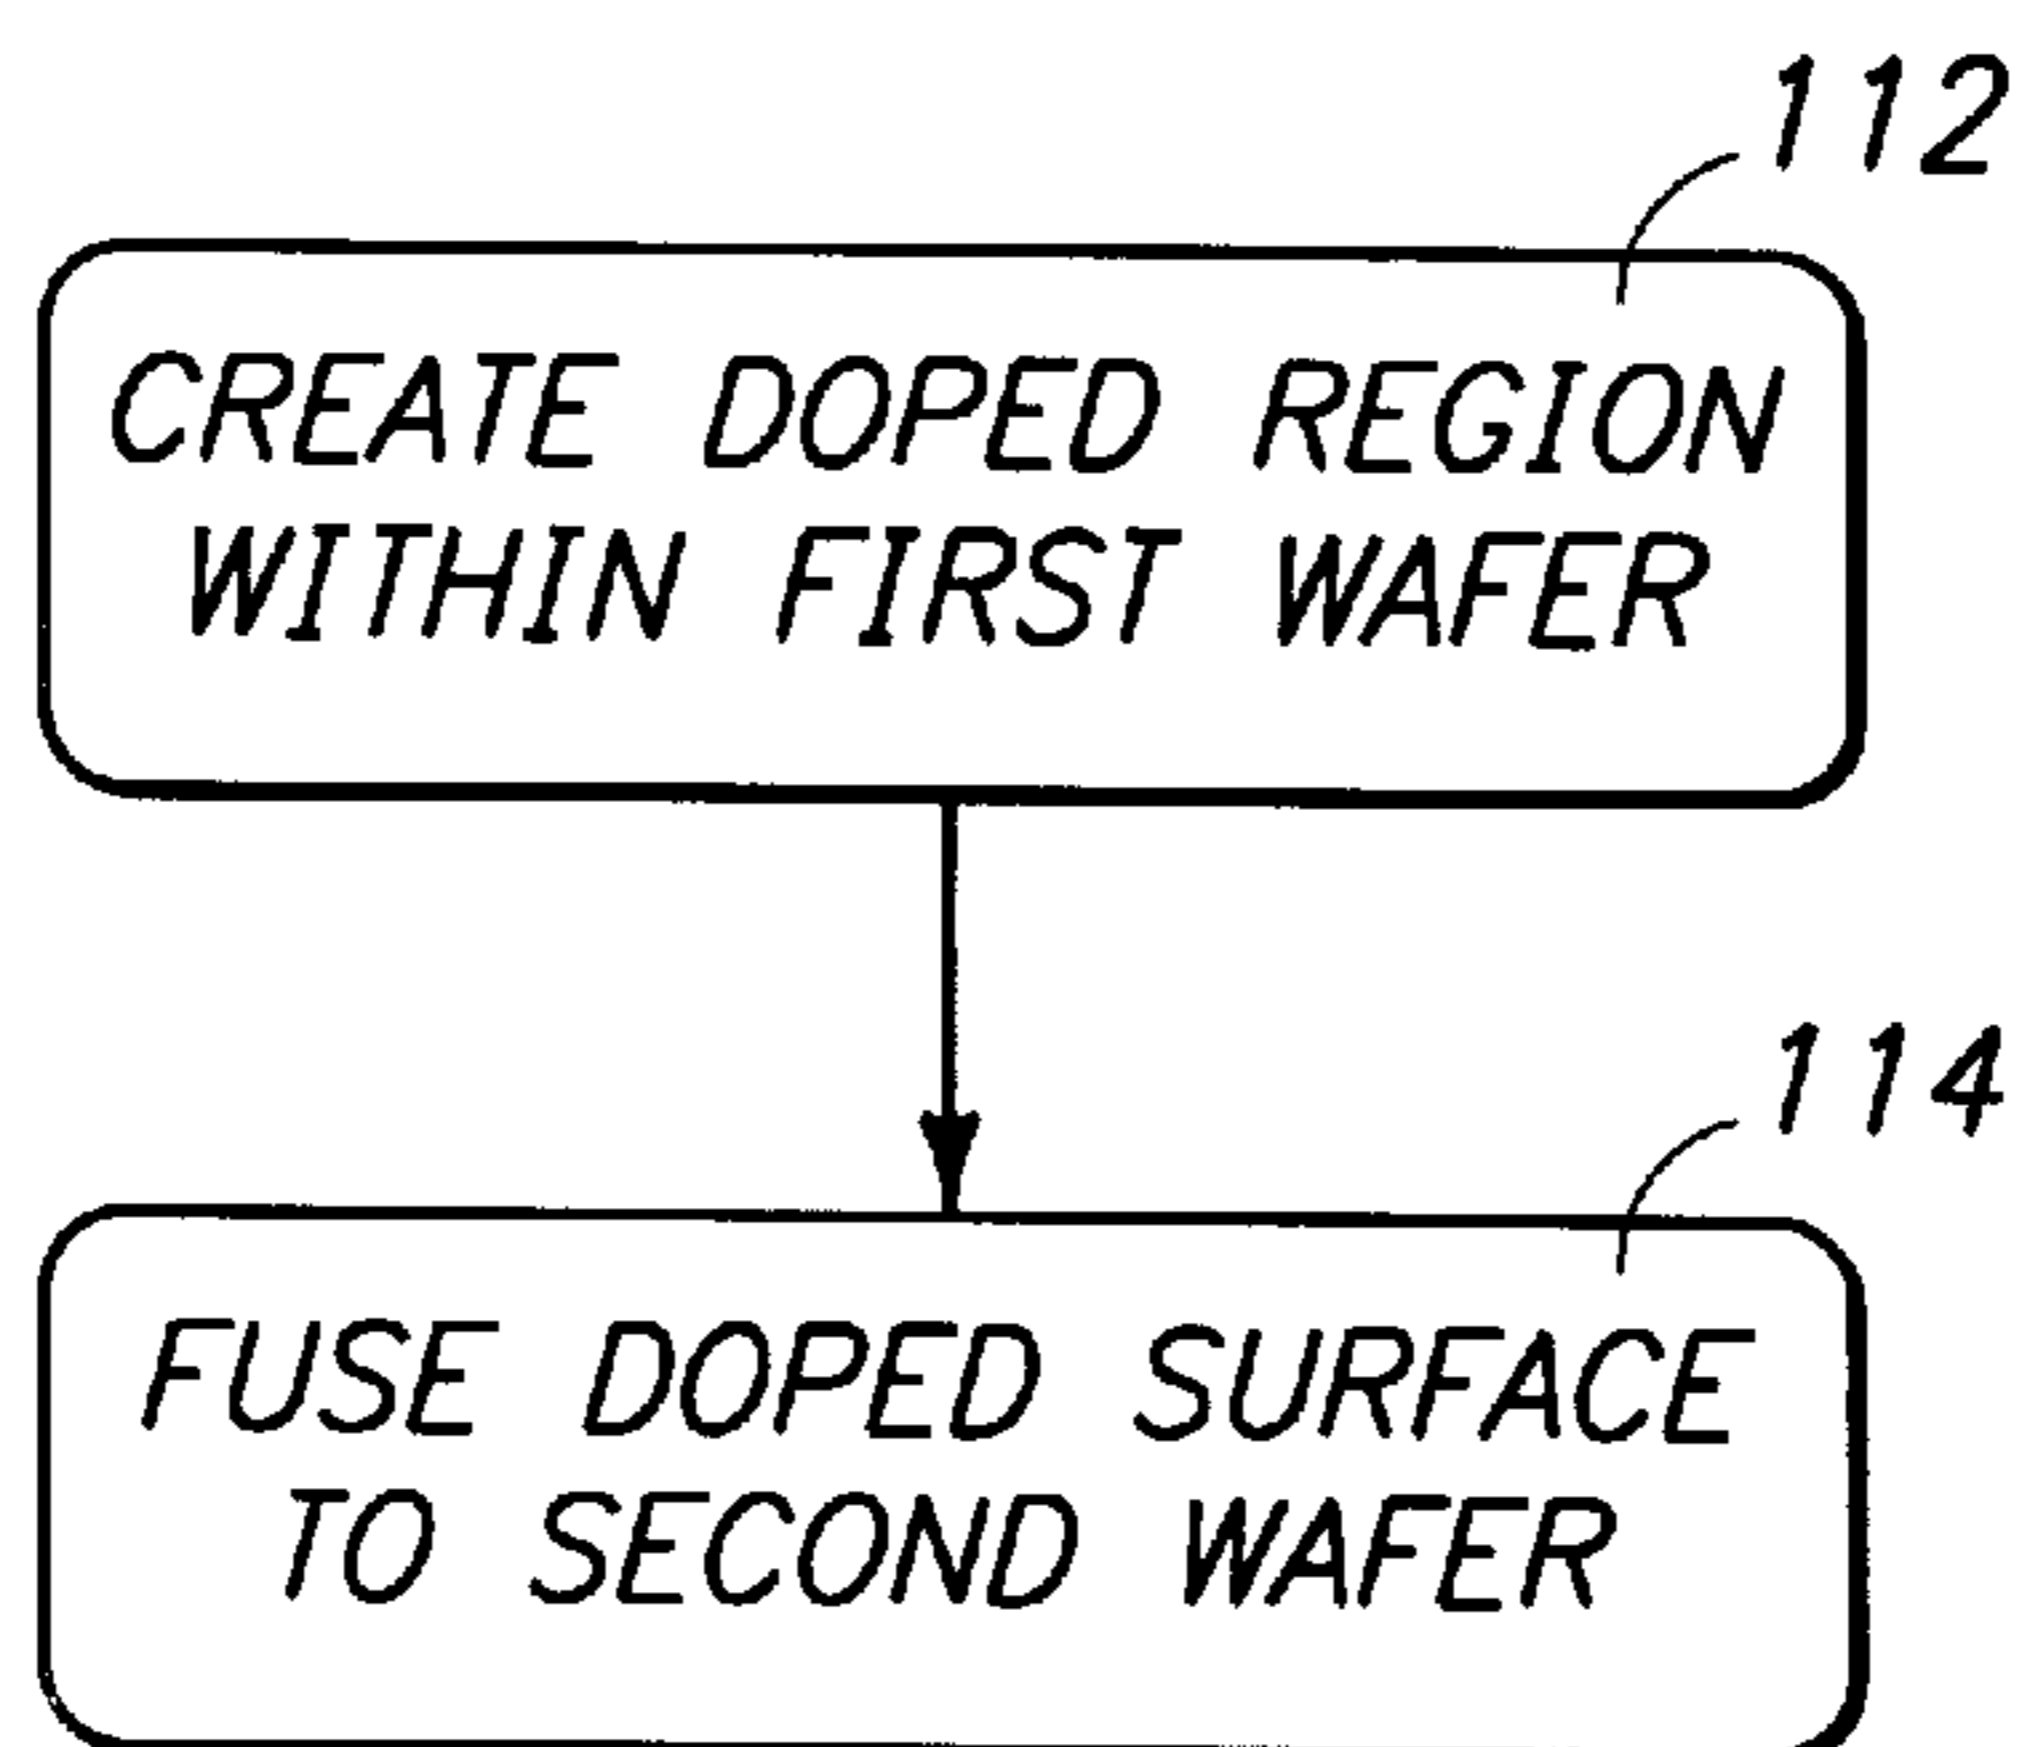 112
CREATE DOPED REGION
WITHIN FIRST WAFER
114
FUSE DOPED SURFACE
TO SECOND WAFER